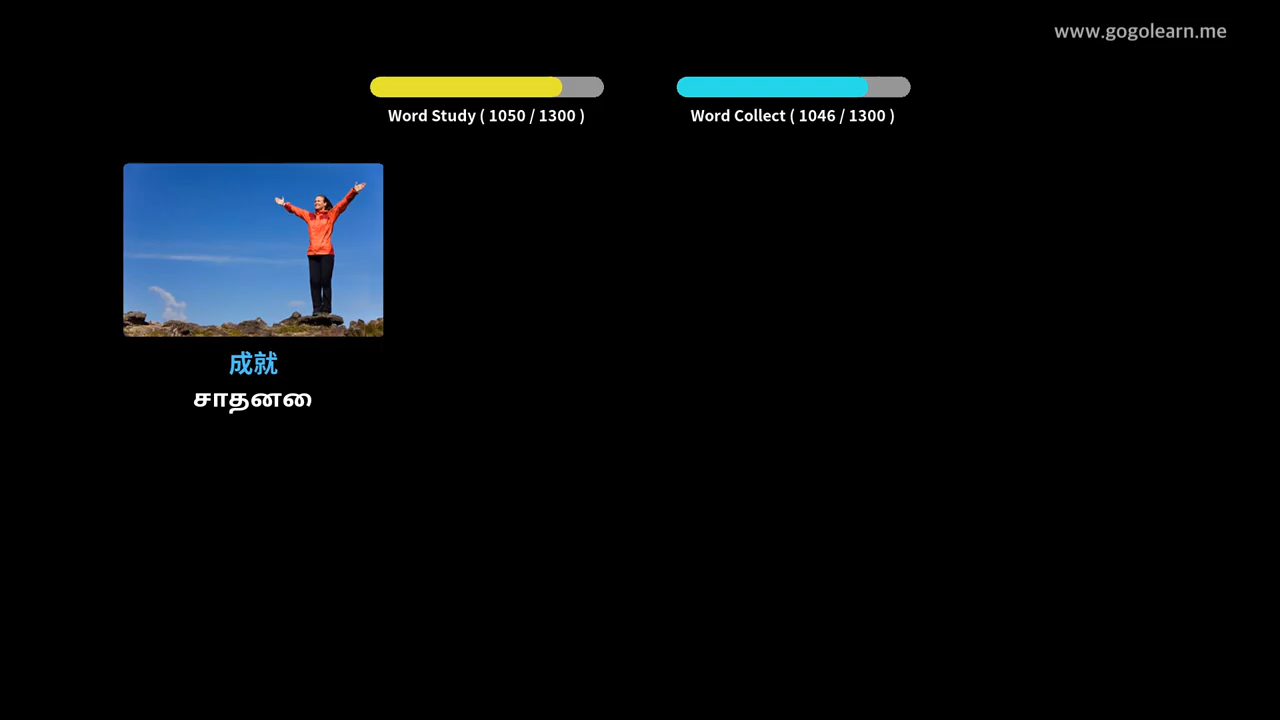 www.gogolearn.me
Word Study ( 1050 / 1300 )
Word Collect ( 1046 / 1300 )
成就
சாதனை